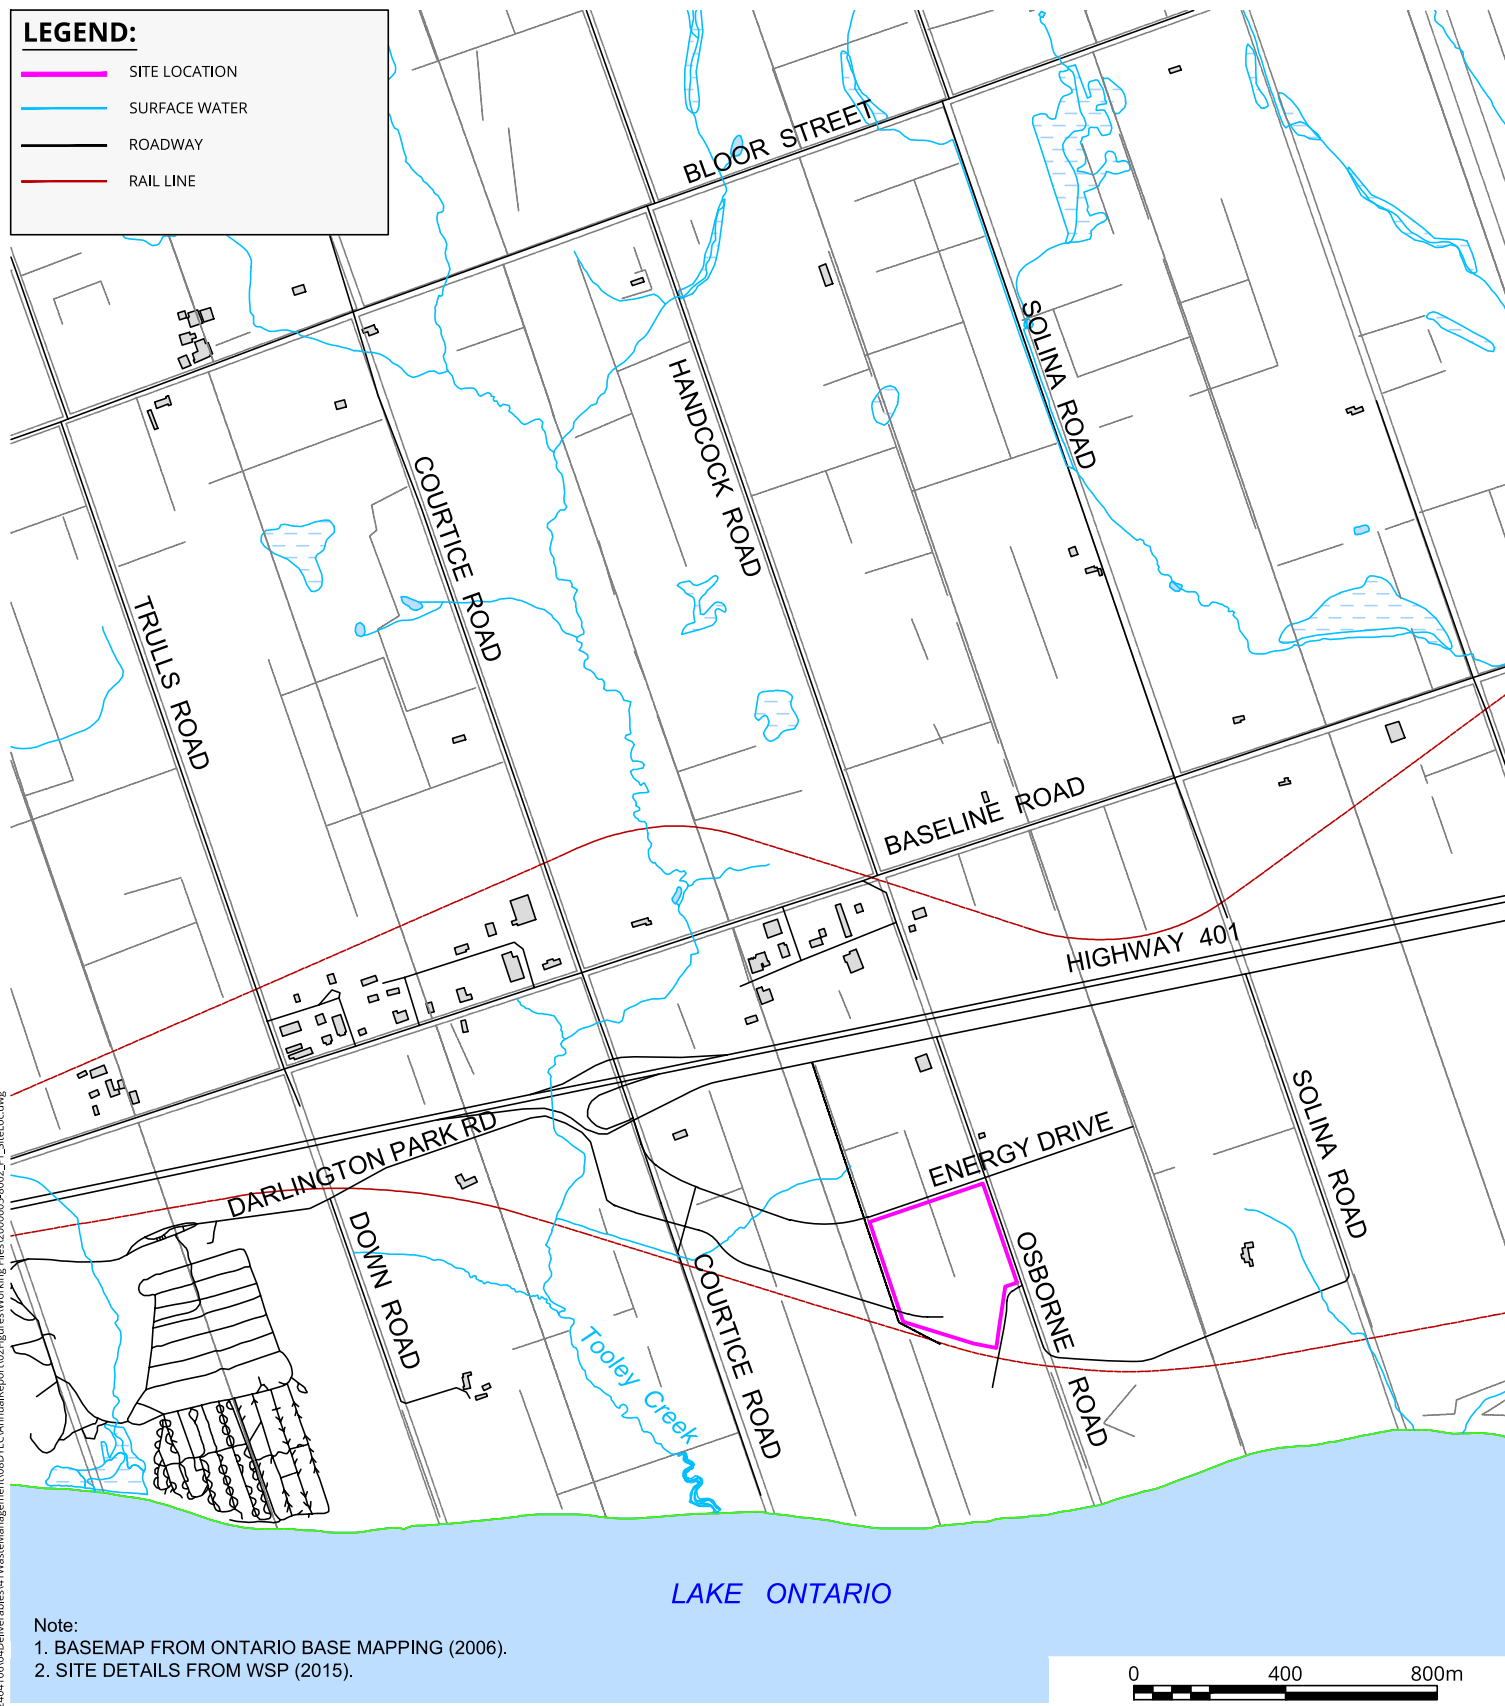 LEGEND:
SITE LOCATION
SURFACE WATER
ROADWAY
RAIL LINE
BLOOR STREET
SOLINA ROAD
HANDCOCK ROAD
COURTICE ROAD
TRULLS ROAD
BASELINE ROAD
HIGHWAY 401
SOLINA ROAD
ENERGY DRIVE
DARLINGTON PARK RD
DOWN ROAD
OSBORNE ROAD
COURTICE ROAD
Tooley Creek
LAKE ONTARIO
Note:
1. BASEMAP FROM ONTARIO BASE MAPPING (2006).
2. SITE DETAILS FROM WSP (2015).
0 400 800m